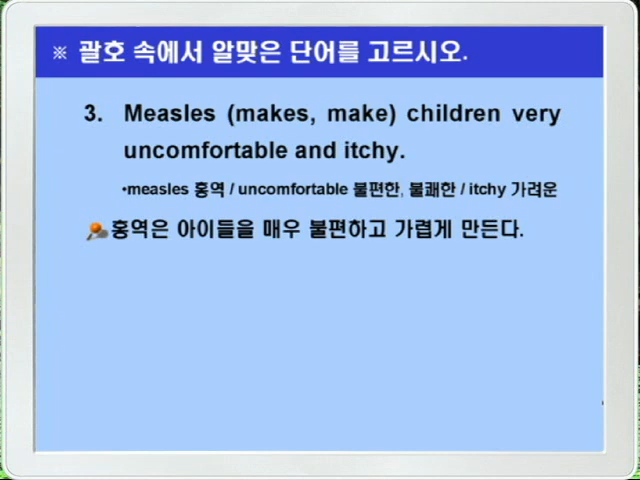 ※ 괄호 속에서 알맞은 단어를 고르시오.
3. Measles (makes, make) children very
uncomfortable and itchy.
•measles 홍역 / uncomfortable 불편한, 불쾌한 / itchy 가려운
홍역은 아이들을 매우 불편하고 가렵게 만든다.